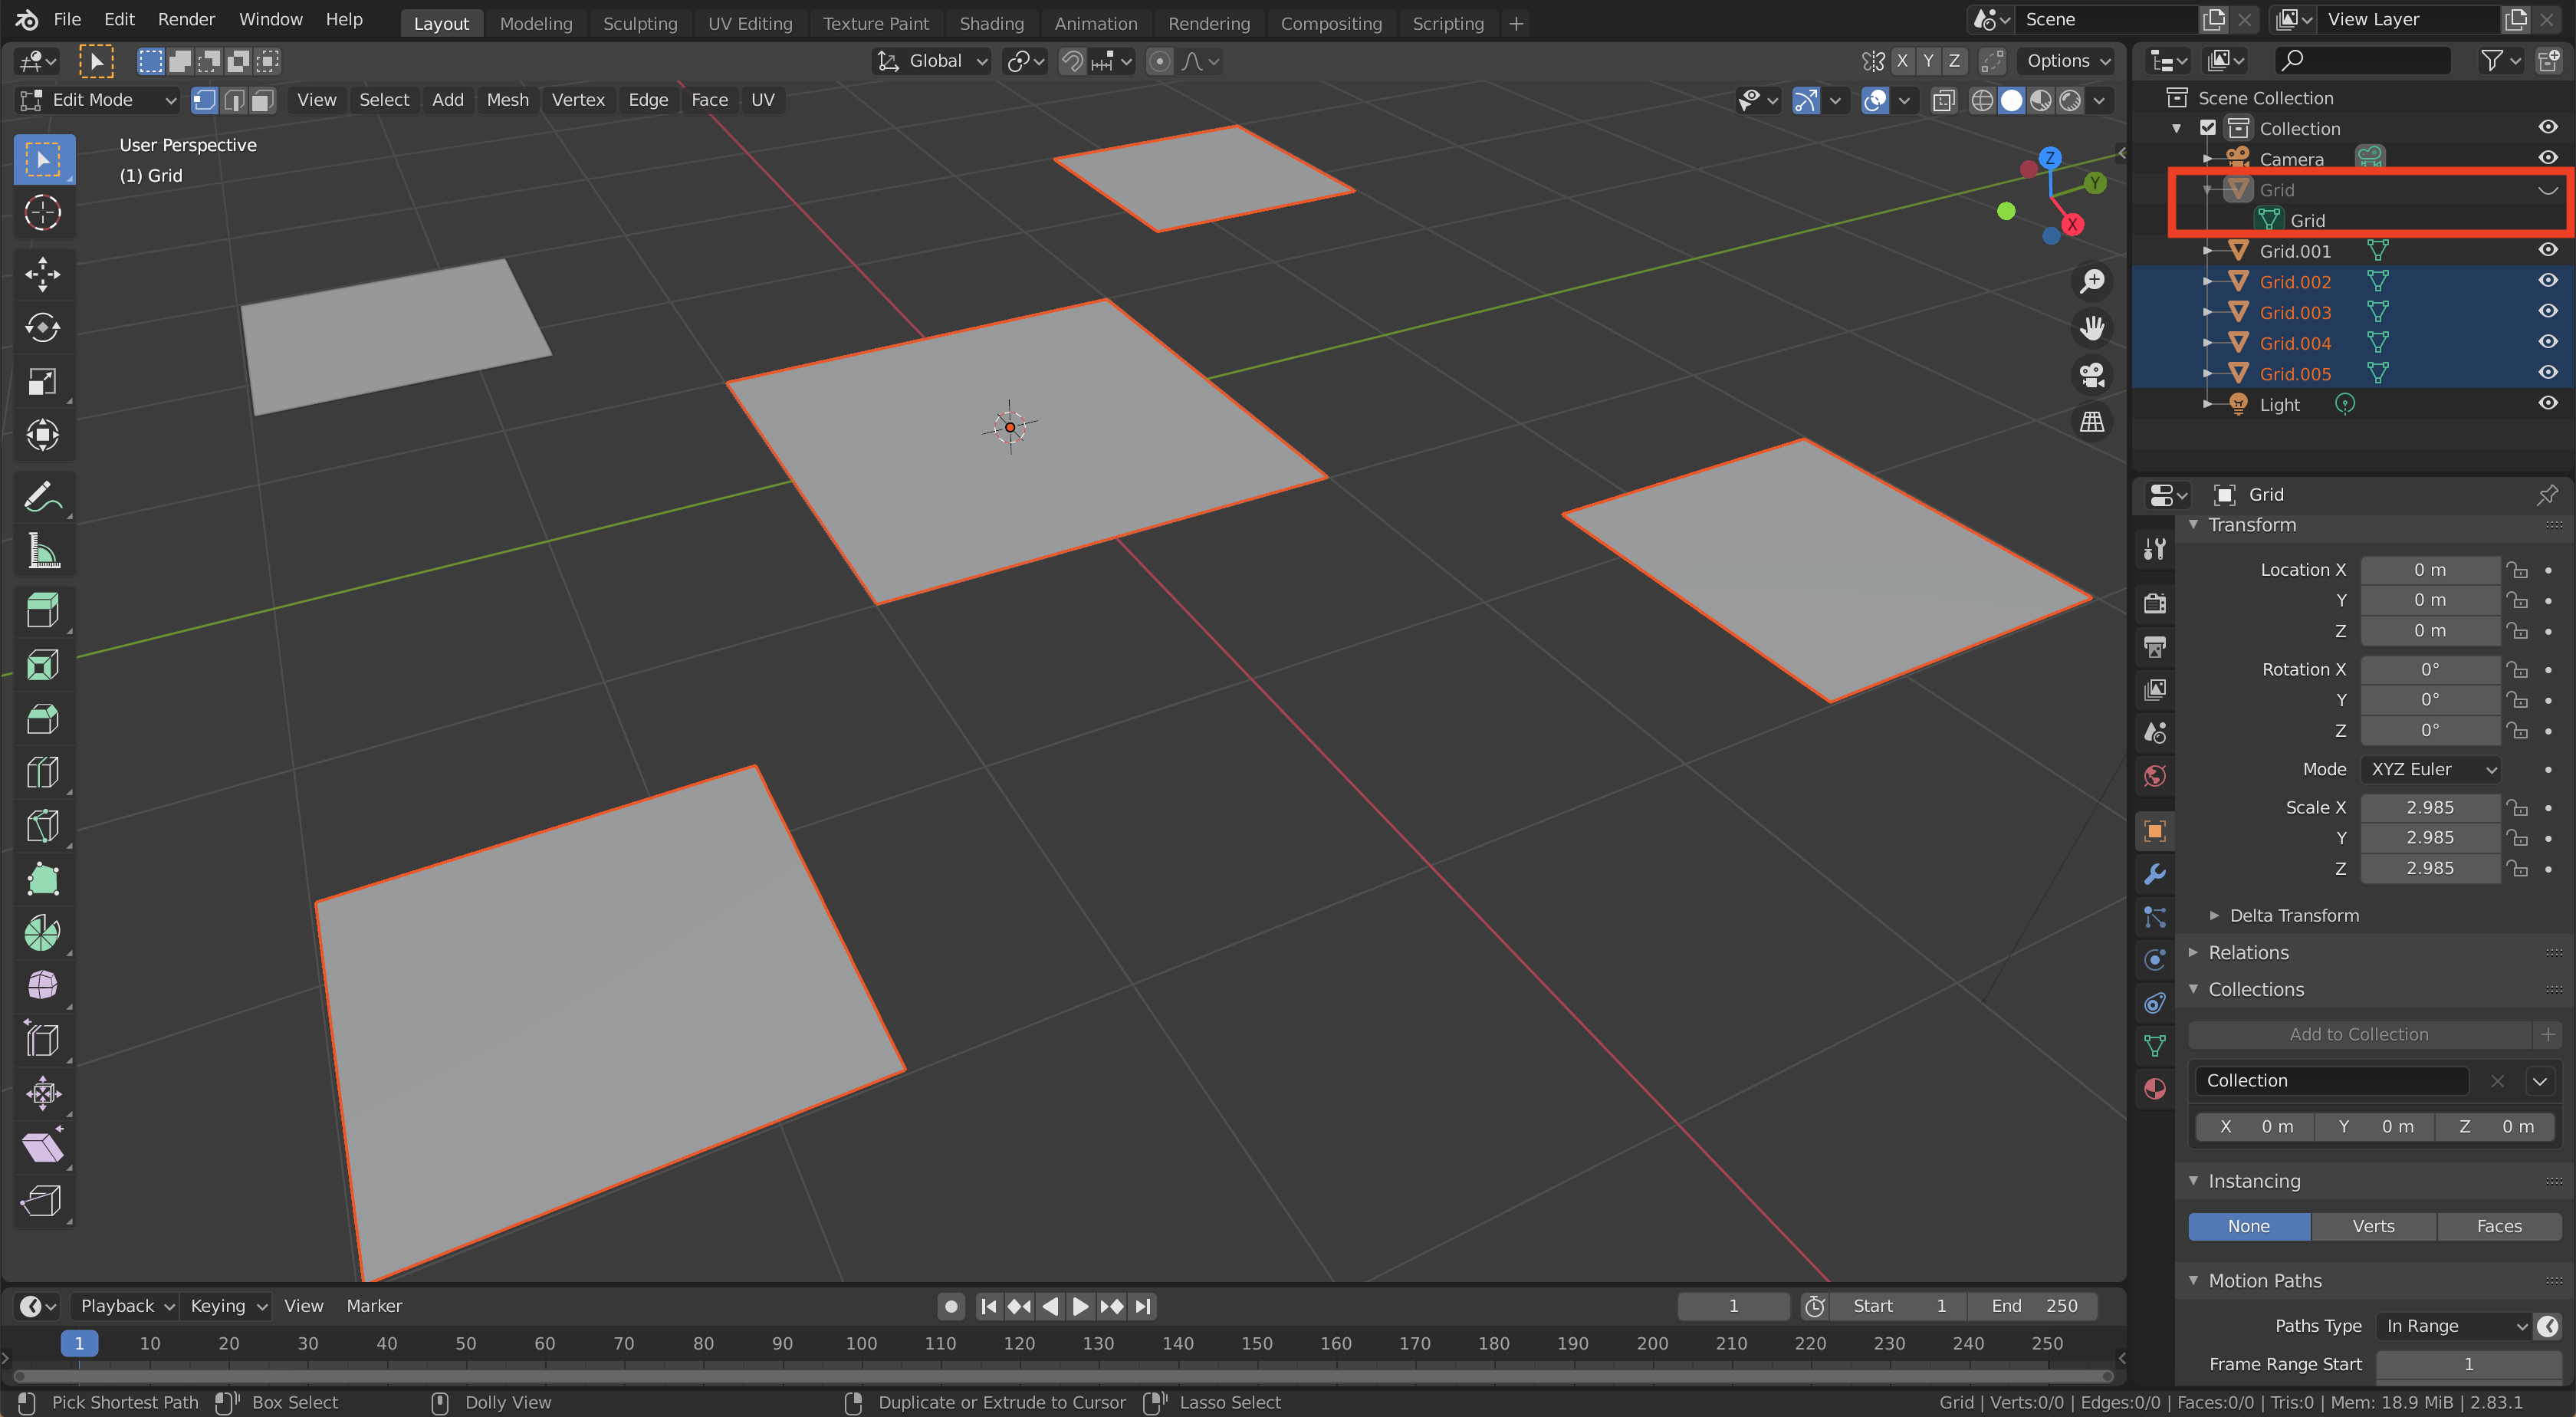 File Edit Render Window Help Layout Modeling Sculpting UV Editing Texture Paint Shading Animation Rendering Compositing Scripting + Scene View Layer
Global X Y Z Options
Edit Mode View Select Add Mesh Vertex Edge Face UV
User Perspective
(1) Grid
Z
Y
X
Scene Collection
Collection
Camera
Grid
Grid
Grid.001
Grid.002
Grid.003
Grid.004
Grid.005
Light
Grid
Transform
Location X 0 m
Y 0 m
Z 0 m
Rotation X 0°
Y 0°
Z 0°
Mode XYZ Euler
Scale X 2.985
Y 2.985
Z 2.985
Delta Transform
Relations
Collections
Add to Collection +
Collection
X 0 m Y 0 m Z 0 m
Instancing
None Verts Faces
Motion Paths
Paths Type In Range
Frame Range Start 1
Playback Keying View Marker 1 Start 1 End 250
1 10 20 30 40 50 60 70 80 90 100 110 120 130 140 150 160 170 180 190 200 210 220 230 240 250
Pick Shortest Path Box Select Dolly View Duplicate or Extrude to Cursor Lasso Select Grid | Verts:0/0 | Edges:0/0 | Faces:0/0 | Tris:0 | Mem: 18.9 MiB | 2.83.1